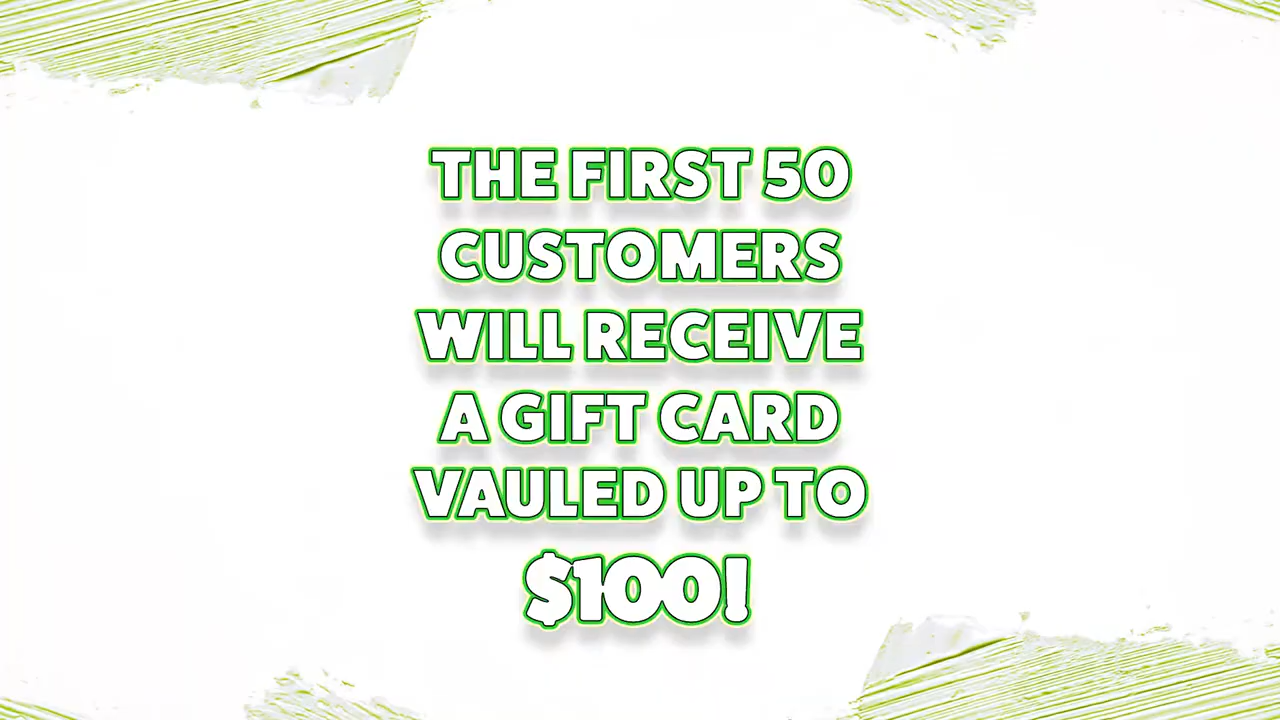 THE FIRST 50
CUSTOMERS
WILL RECEIVE
A GIFT CARD
VAULED UP TO
$100!